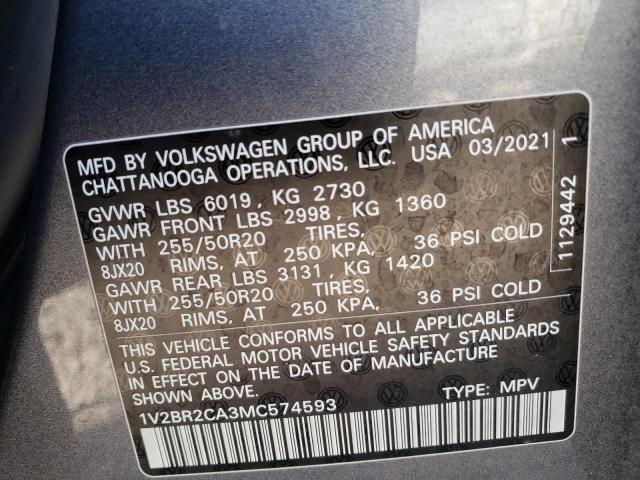 MFD BY VOLKSWAGEN GROUP OF AMERICA
CHATTANOOGA OPERATIONS, LLC. USA 03/2021
GVWR LBS 6019, KG 2730
GAWR FRONT LBS 2998, KG 1360
WITH 255/50R20 TIRES,
8JX20 RIMS, AT 250 KPA, 36 PSI COLD
GAWR REAR LBS 3131, KG 1420
WITH 255/50R20 TIRES,
8JX20 RIMS, AT 250 KPA, 36 PSI COLD
THIS VEHICLE CONFORMS TO ALL APPLICABLE
U.S. FEDERAL MOTOR VEHICLE SAFETY STANDARDS
IN EFFECT ON THE DATE OF MANUFACTURE
SHOWN ABOVE.
1V2BR2CA3MC574593 TYPE: MPV
1129442 1